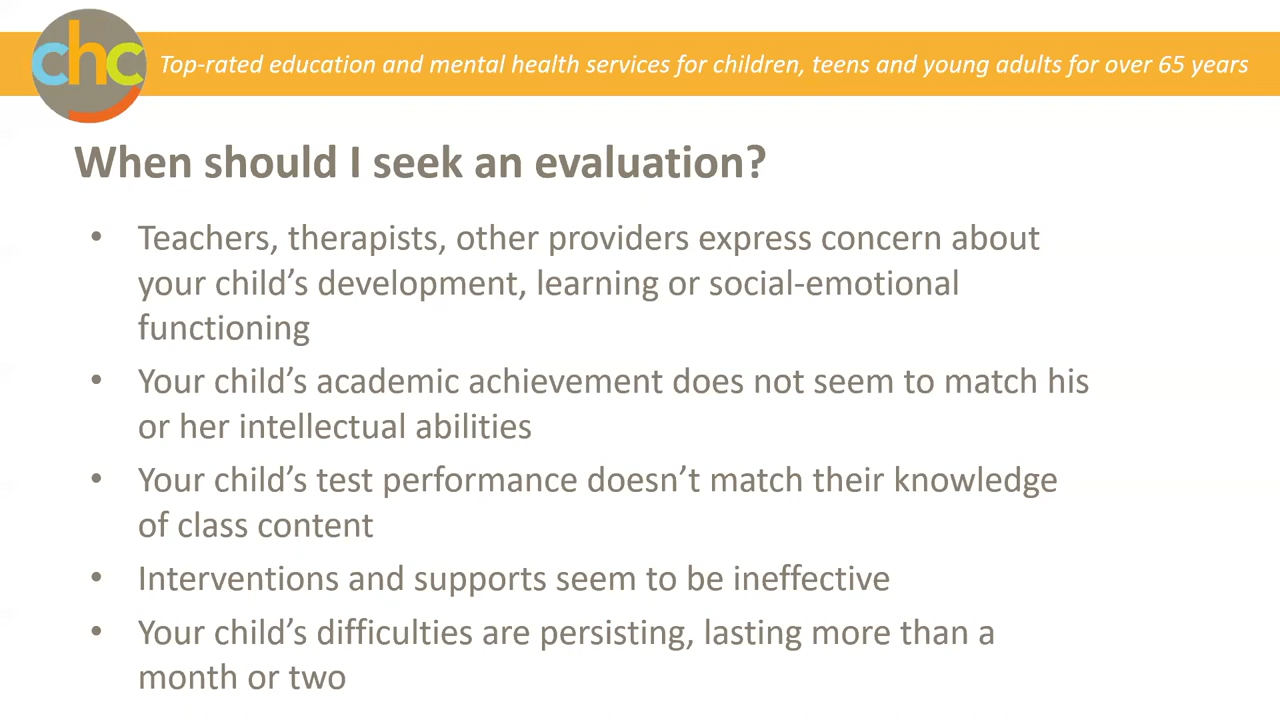 chc
Top-rated education and mental health services for children, teens and young adults for over 65 years
When should I seek an evaluation?
• Teachers, therapists, other providers express concern about
your child’s development, learning or social-emotional
functioning
• Your child’s academic achievement does not seem to match his
or her intellectual abilities
• Your child’s test performance doesn’t match their knowledge
of class content
• Interventions and supports seem to be ineffective
• Your child’s difficulties are persisting, lasting more than a
month or two